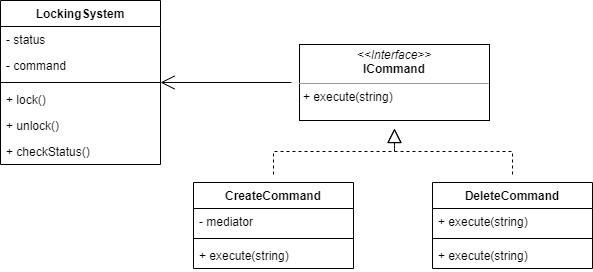 LockingSystem
- status
- command
+ lock()
+ unlock()
+ checkStatus()
<<Interface>>
ICommand
+ execute(string)
CreateCommand
- mediator
+ execute(string)
DeleteCommand
+ execute(string)
+ execute(string)